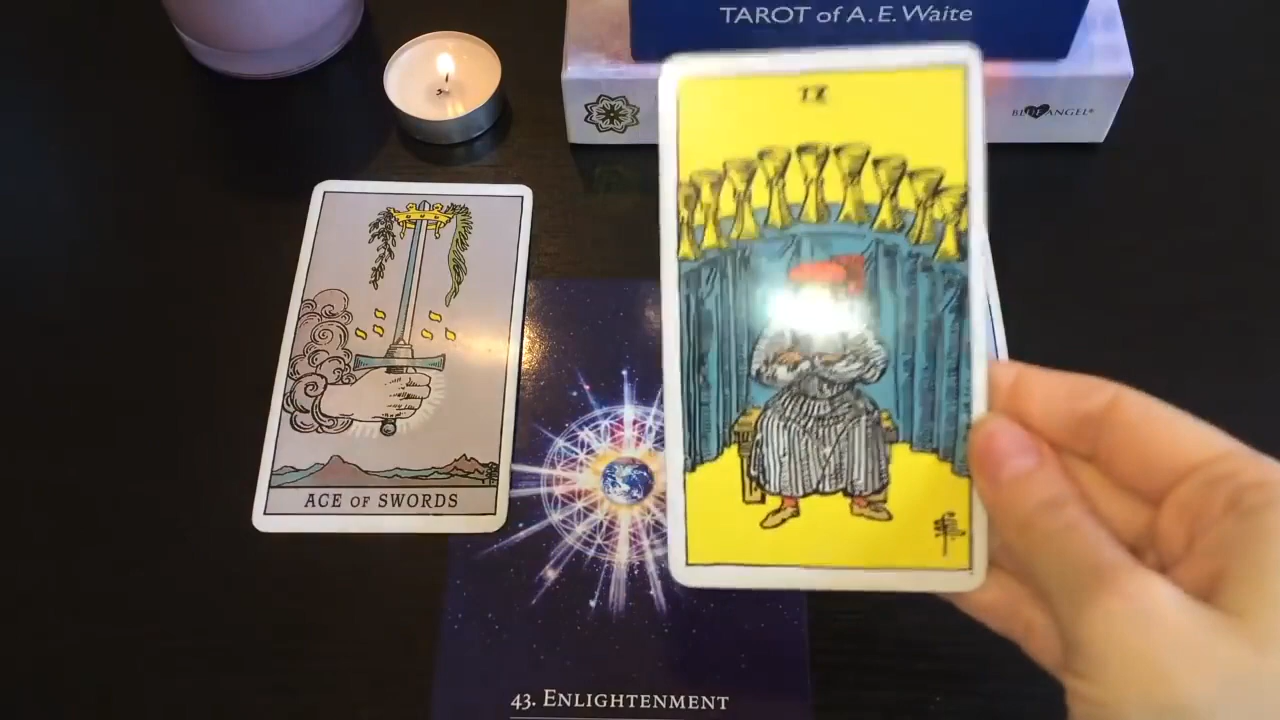 TAROT of A.E.Waite
BLUE ANGEL®
IX
ACE OF SWORDS
43. ENLIGHTENMENT